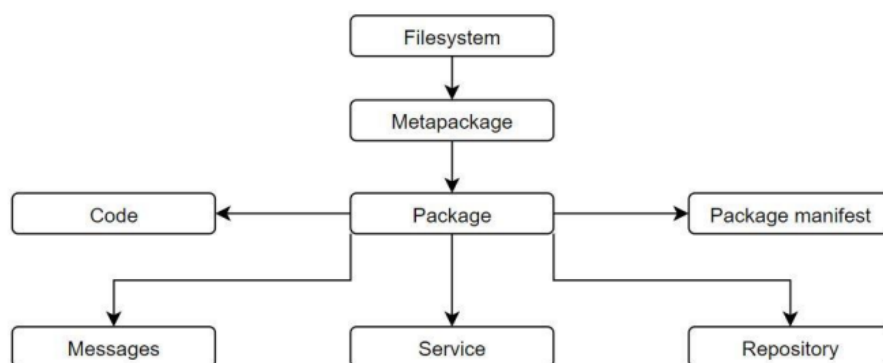 Filesystem
Metapackage
Code
Package
Package manifest
Messages
Service
Repository